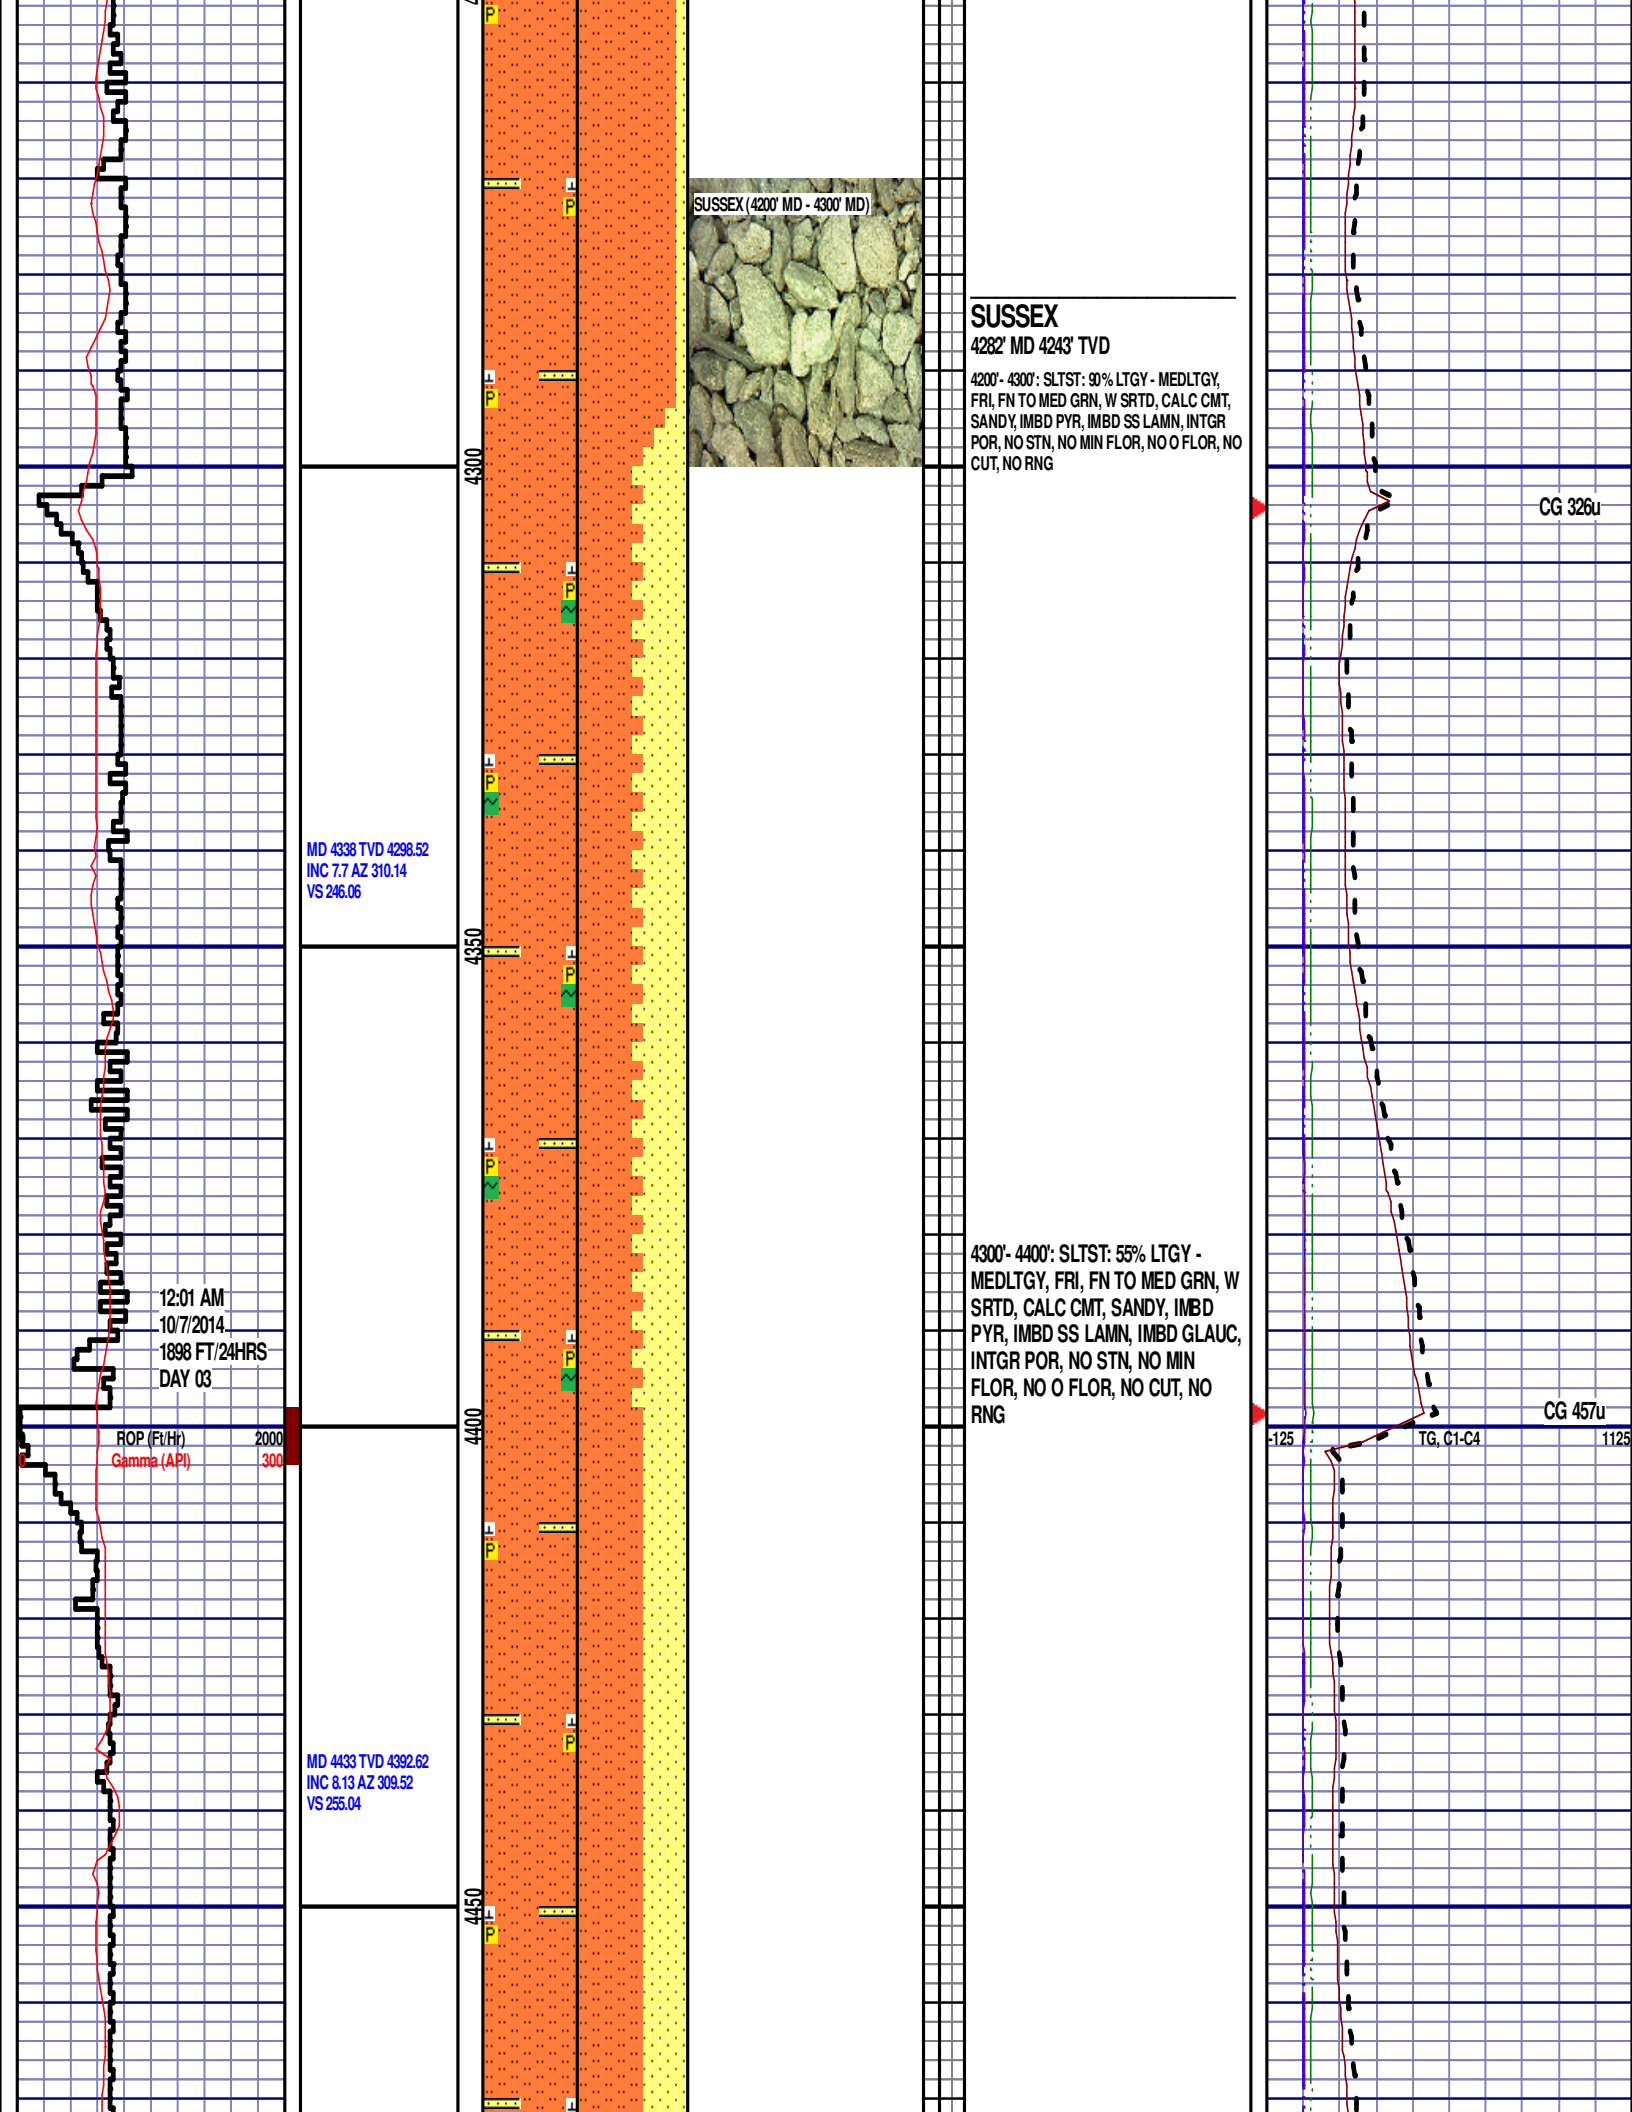 P
P
SUSSEX (4200' MD - 4300' MD)
SUSSEX
4282' MD 4243' TVD
4200'- 4300': SLTST: 90% LTGY - MEDLTGY,
FRI, FN TO MED GRN, W SRTD, CALC CMT,
SANDY, IMBD PYR, IMBD SS LAMN, INTGR
POR, NO STN, NO MIN FLOR, NO O FLOR, NO
CUT, NO RNG
P
4300
CG 326u
P
P
MD 4338 TVD 4298.52
INC 7.7 AZ 310.14
VS 246.06
4350
P
P
4300'- 4400': SLTST: 55% LTGY -
MEDLTGY, FRI, FN TO MED GRN, W
SRTD, CALC CMT, SANDY, IMBD
PYR, IMBD SS LAMN, IMBD GLAUC,
INTGR POR, NO STN, NO MIN
FLOR, NO O FLOR, NO CUT, NO
RNG
12:01 AM
10/7/2014
1898 FT/24HRS
DAY 03
P
4400
CG 457u
ROP (Ft/Hr) 2000
0 Gamma (API) 300
-125 TG, C1-C4 1125
P
P
MD 4433 TVD 4392.62
INC 8.13 AZ 309.52
VS 255.04
4450
P